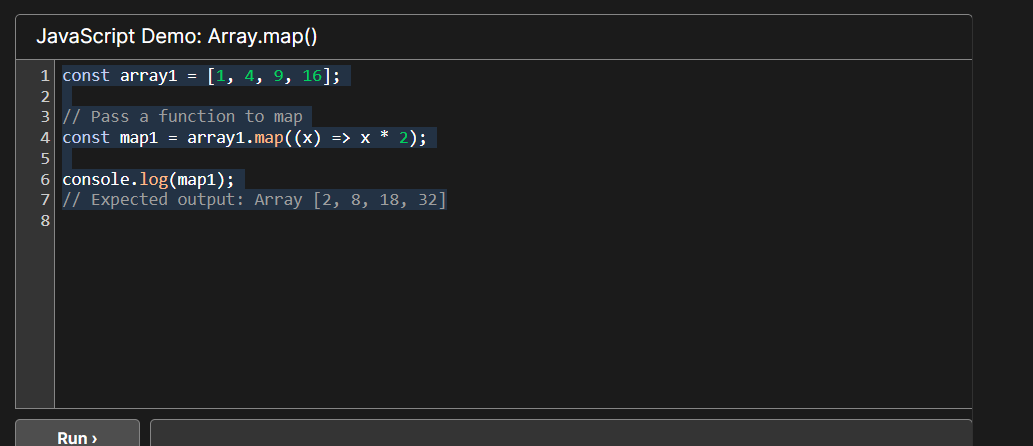 JavaScript Demo: Array.map()
1 const array1 = [1, 4, 9, 16];
2
3 // Pass a function to map
4 const map1 = array1.map((x) => x * 2);
5
6 console.log(map1);
7 // Expected output: Array [2, 8, 18, 32]
8
Run ›